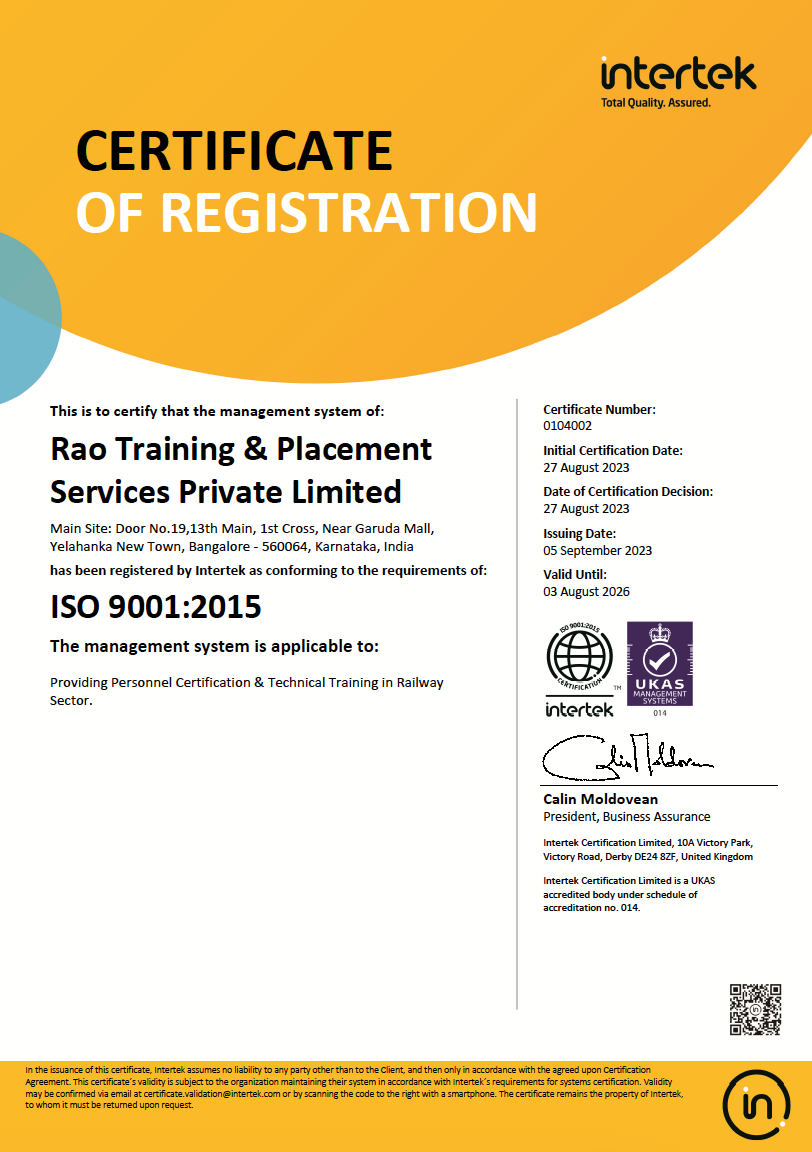 intertek
Total Quality. Assured.
CERTIFICATE
OF REGISTRATION
This is to certify that the management system of:
Rao Training & Placement
Services Private Limited
Main Site: Door No.19,13th Main, 1st Cross, Near Garuda Mall,
Yelahanka New Town, Bangalore - 560064, Karnataka, India
has been registered by Intertek as conforming to the requirements of:
ISO 9001:2015
The management system is applicable to:
Providing Personnel Certification & Technical Training in Railway
Sector.
Certificate Number:
0104002
Initial Certification Date:
27 August 2023
Date of Certification Decision:
27 August 2023
Issuing Date:
05 September 2023
Valid Until:
03 August 2026
ISO 9001:2015
CERTIFICATION
TM
intertek
UKAS
MANAGEMENT
SYSTEMS
014
Calin Moldovean
Calin Moldovean
President, Business Assurance
Intertek Certification Limited, 10A Victory Park,
Victory Road, Derby DE24 8ZF, United Kingdom
Intertek Certification Limited is a UKAS
accredited body under schedule of
accreditation no. 014.
In the issuance of this certificate, Intertek assumes no liability to any party other than to the Client, and then only in accordance with the agreed upon Certification
Agreement. This certificate´s validity is subject to the organization maintaining their system in accordance with Intertek´s requirements for systems certification. Validity
may be confirmed via email at certificate.validation@intertek.com or by scanning the code to the right with a smartphone. The certificate remains the property of Intertek,
to whom it must be returned upon request.
in